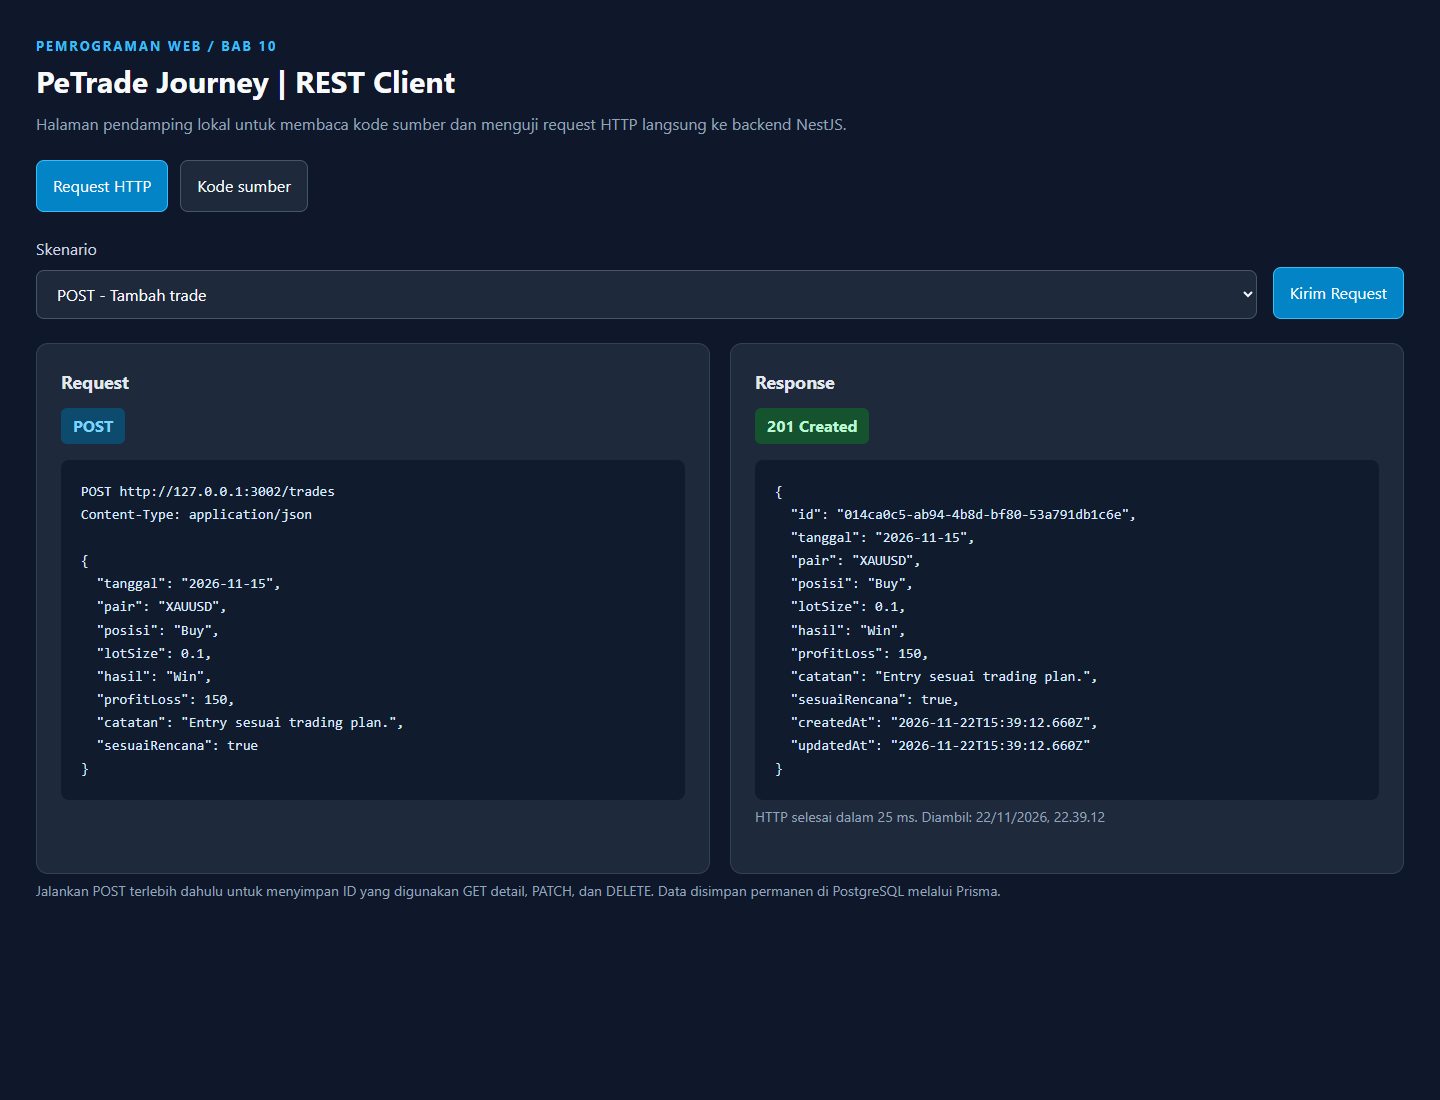 PEMROGRAMAN WEB / BAB 10
PeTrade Journey | REST Client
Halaman pendamping lokal untuk membaca kode sumber dan menguji request HTTP langsung ke backend NestJS.
Request HTTP
Kode sumber
Skenario
POST - Tambah trade
Kirim Request
Request
POST
POST http://127.0.0.1:3002/trades
Content-Type: application/json
{
"tanggal": "2026-11-15",
"pair": "XAUUSD",
"posisi": "Buy",
"lotSize": 0.1,
"hasil": "Win",
"profitLoss": 150,
"catatan": "Entry sesuai trading plan.",
"sesuaiRencana": true
}
Response
201 Created
{
"id": "014ca0c5-ab94-4b8d-bf80-53a791db1c6e",
"tanggal": "2026-11-15",
"pair": "XAUUSD",
"posisi": "Buy",
"lotSize": 0.1,
"hasil": "Win",
"profitLoss": 150,
"catatan": "Entry sesuai trading plan.",
"sesuaiRencana": true,
"createdAt": "2026-11-22T15:39:12.660Z",
"updatedAt": "2026-11-22T15:39:12.660Z"
}
HTTP selesai dalam 25 ms. Diambil: 22/11/2026, 22.39.12
Jalankan POST terlebih dahulu untuk menyimpan ID yang digunakan GET detail, PATCH, dan DELETE. Data disimpan permanen di PostgreSQL melalui Prisma.